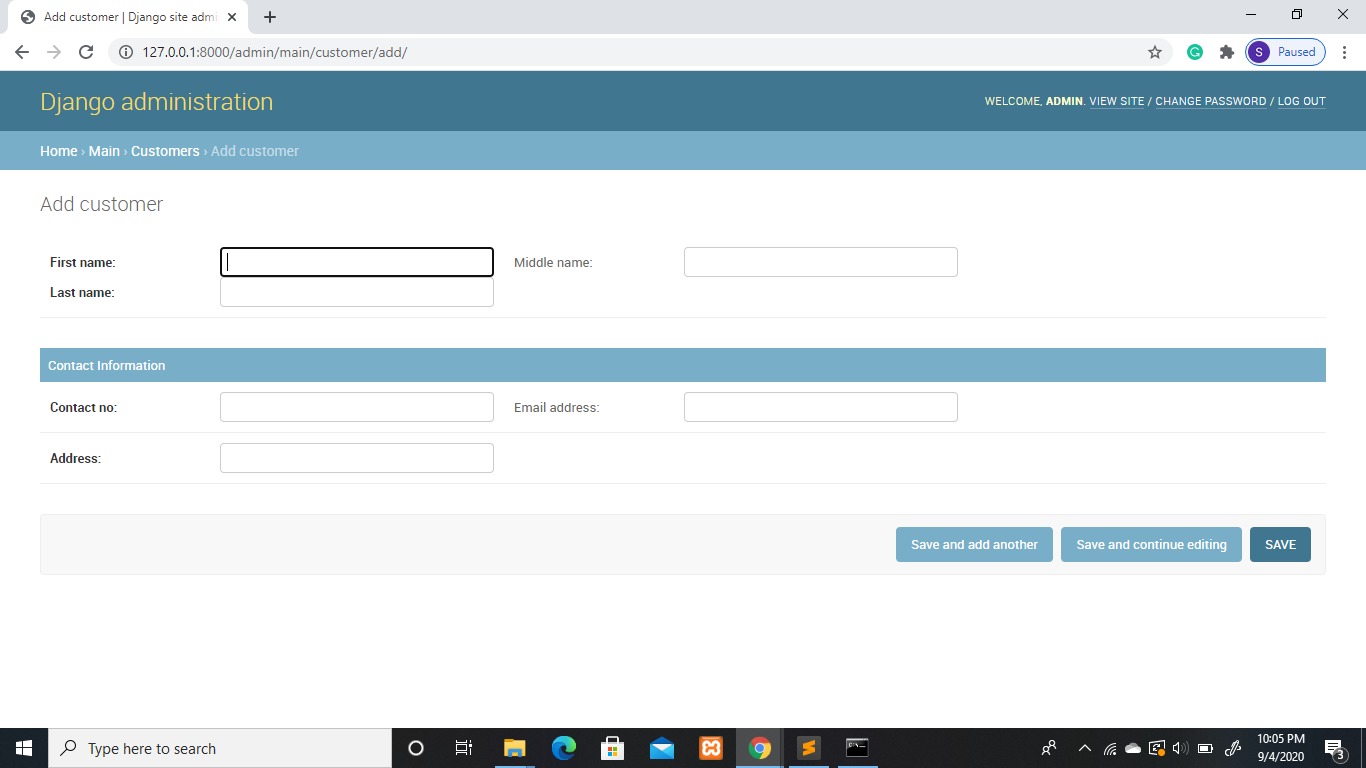 Add customer | Django site admi
127.0.0.1:8000/admin/main/customer/add/
S Paused
Django administration
WELCOME, ADMIN. VIEW SITE / CHANGE PASSWORD / LOG OUT
Home › Main › Customers › Add customer
Add customer
First name: Middle name:
Last name:
Contact Information
Contact no: Email address:
Address:
Save and add another Save and continue editing SAVE
Type here to search
10:05 PM
9/4/2020
3